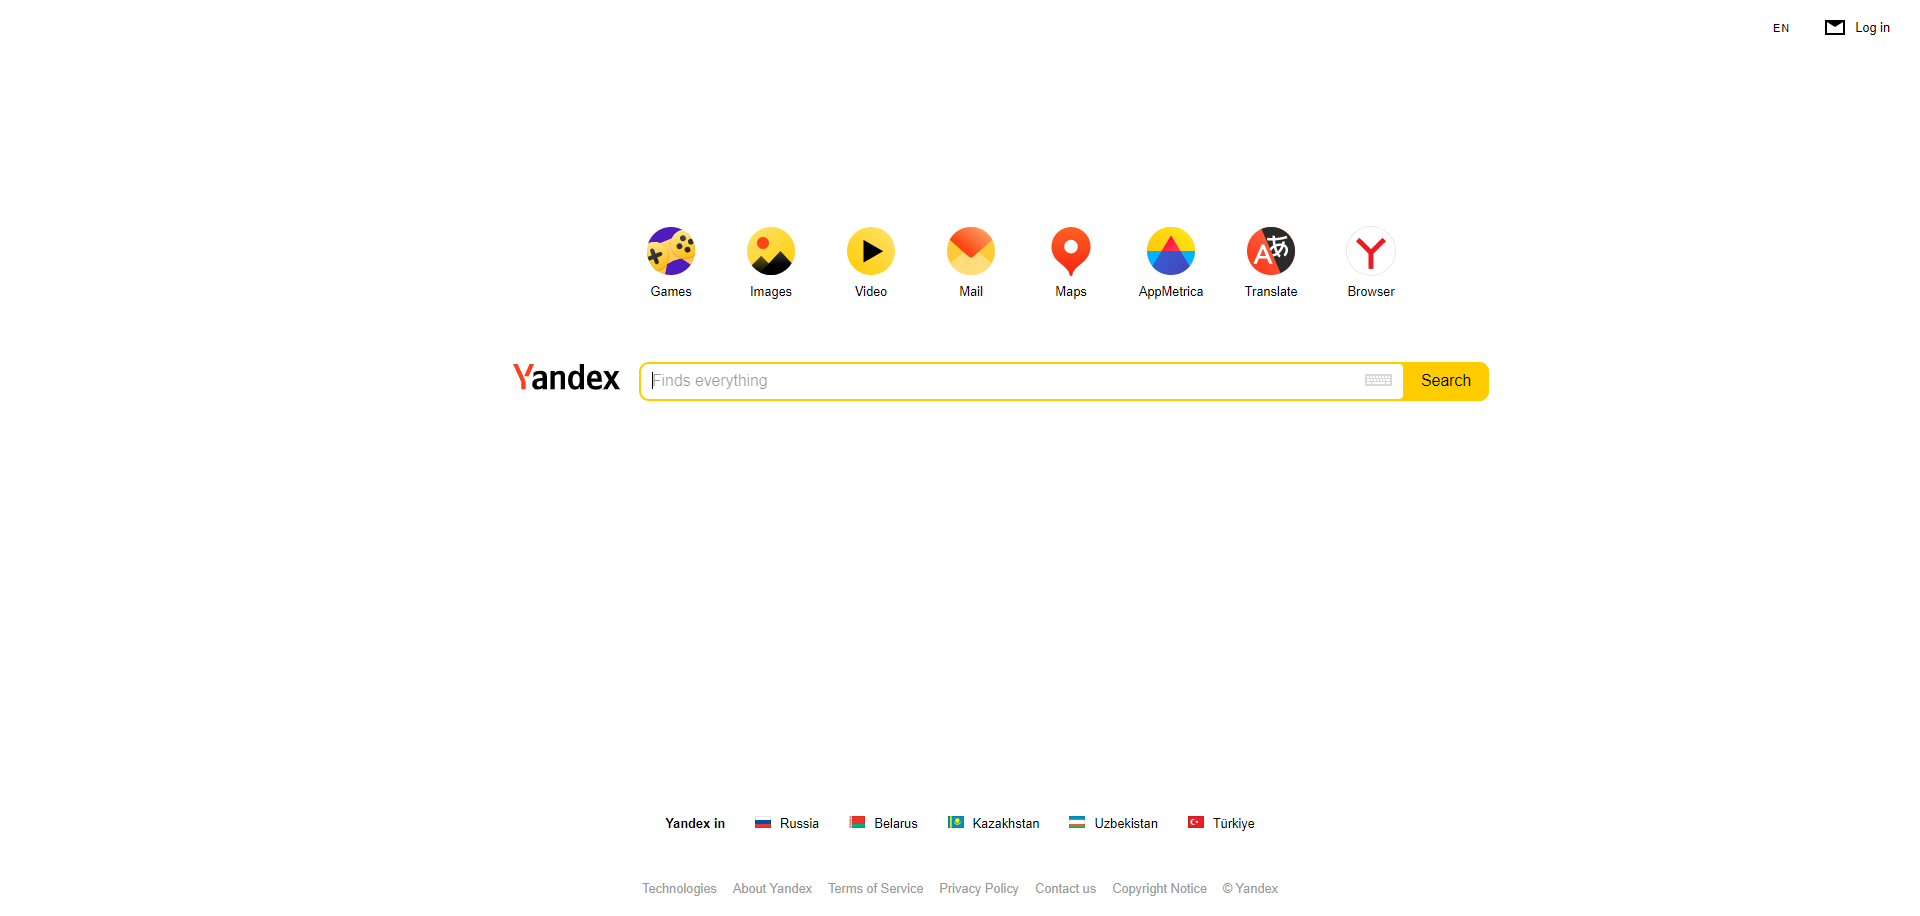 EN Log in
Games Images Video Mail Maps AppMetrica Translate Browser
Yandex Finds everything Search
Yandex in Russia Belarus Kazakhstan Uzbekistan Türkiye
Technologies About Yandex Terms of Service Privacy Policy Contact us Copyright Notice © Yandex